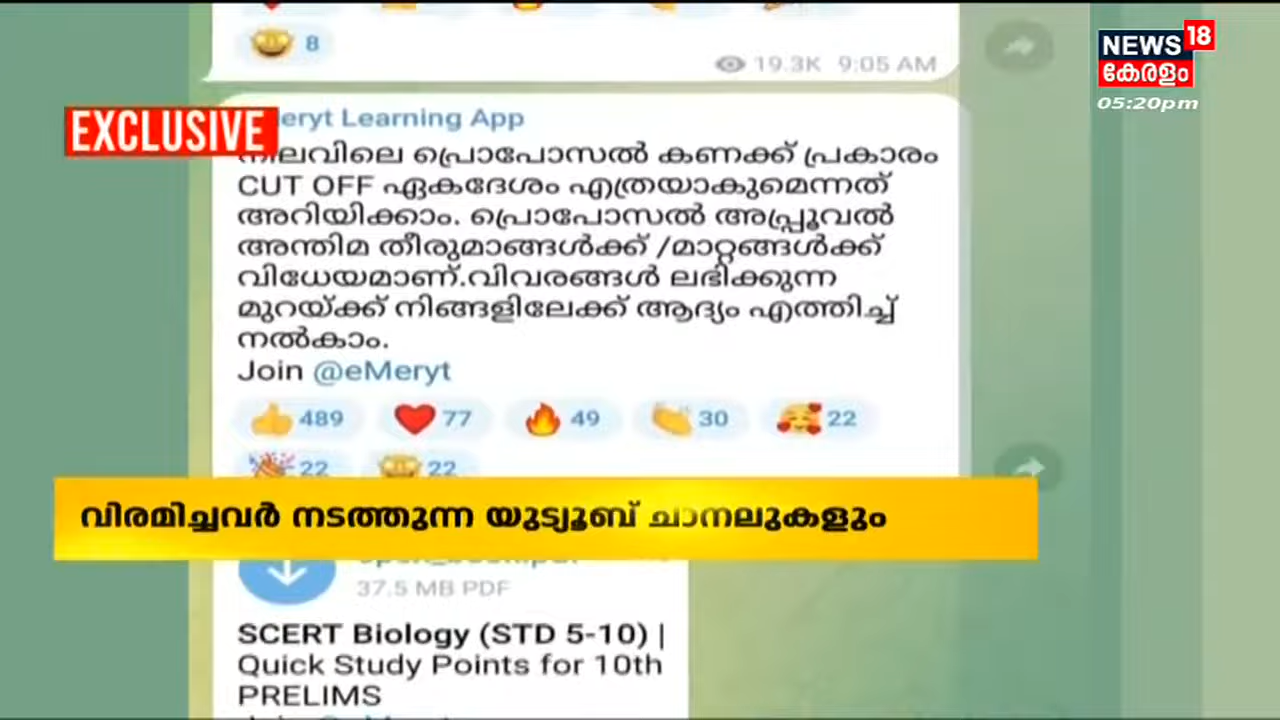 8
19.3K 9:05 AM
NEWS 18
കേരളം
05:20pm
EXCLUSIVE
eryt Learning App
നിലവിലെ പ്രൊപോസൽ കണക്ക് പ്രകാരം
CUT OFF ഏകദേശം എത്രയാകുമെന്നത്
അറിയിക്കാം. പ്രൊപോസൽ അപ്പ്രൂവൽ
അന്തിമ തീരുമാങ്ങൾക്ക് /മാറ്റങ്ങൾക്ക്
വിധേയമാണ്.വിവരങ്ങൾ ലഭിക്കുന്ന
മുറയ്ക്ക് നിങ്ങളിലേക്ക് ആദ്യം എത്തിച്ച്
നൽകാം.
Join @eMeryt
489 77 49 30 22
22 22
വിരമിച്ചവർ നടത്തുന്ന യുട്യൂബ് ചാനലുകളും
37.5 MB PDF
SCERT Biology (STD 5-10) |
Quick Study Points for 10th
PRELIMS